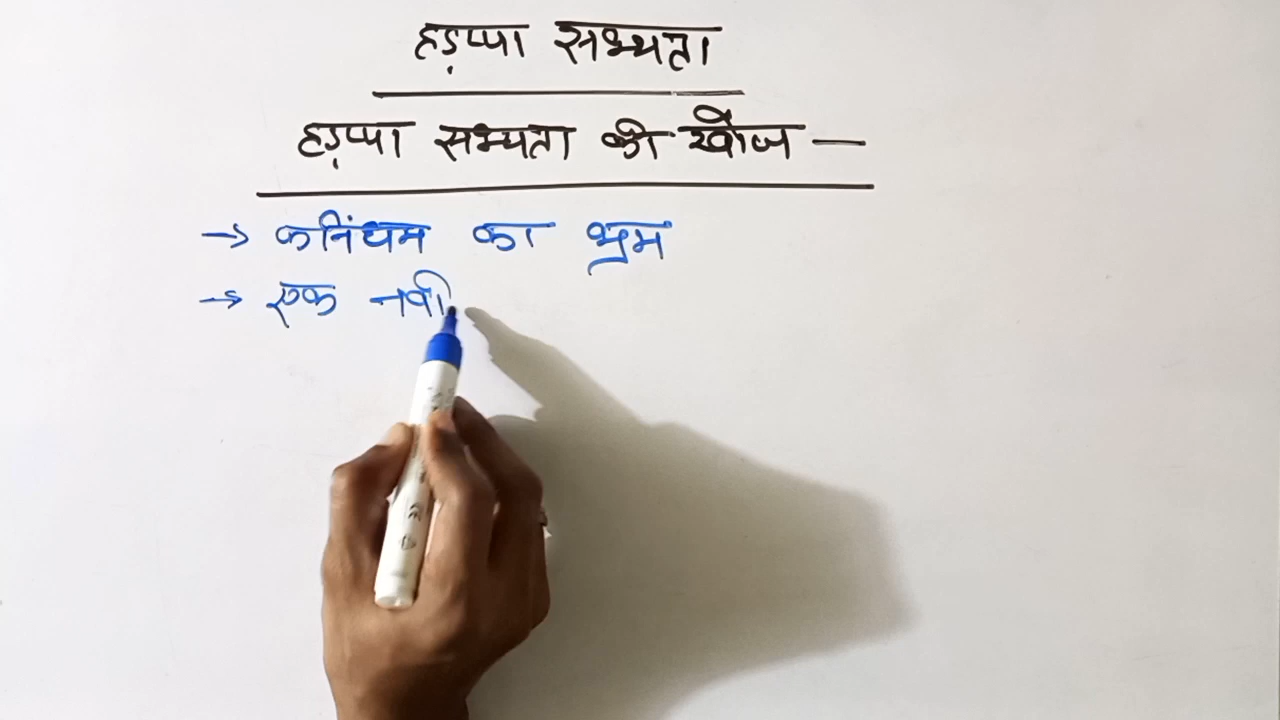 हड़प्पा सभ्यता
हड़प्पा सभ्यता की खोज —
→ कनिंघम का भ्रम
→ एक नवी